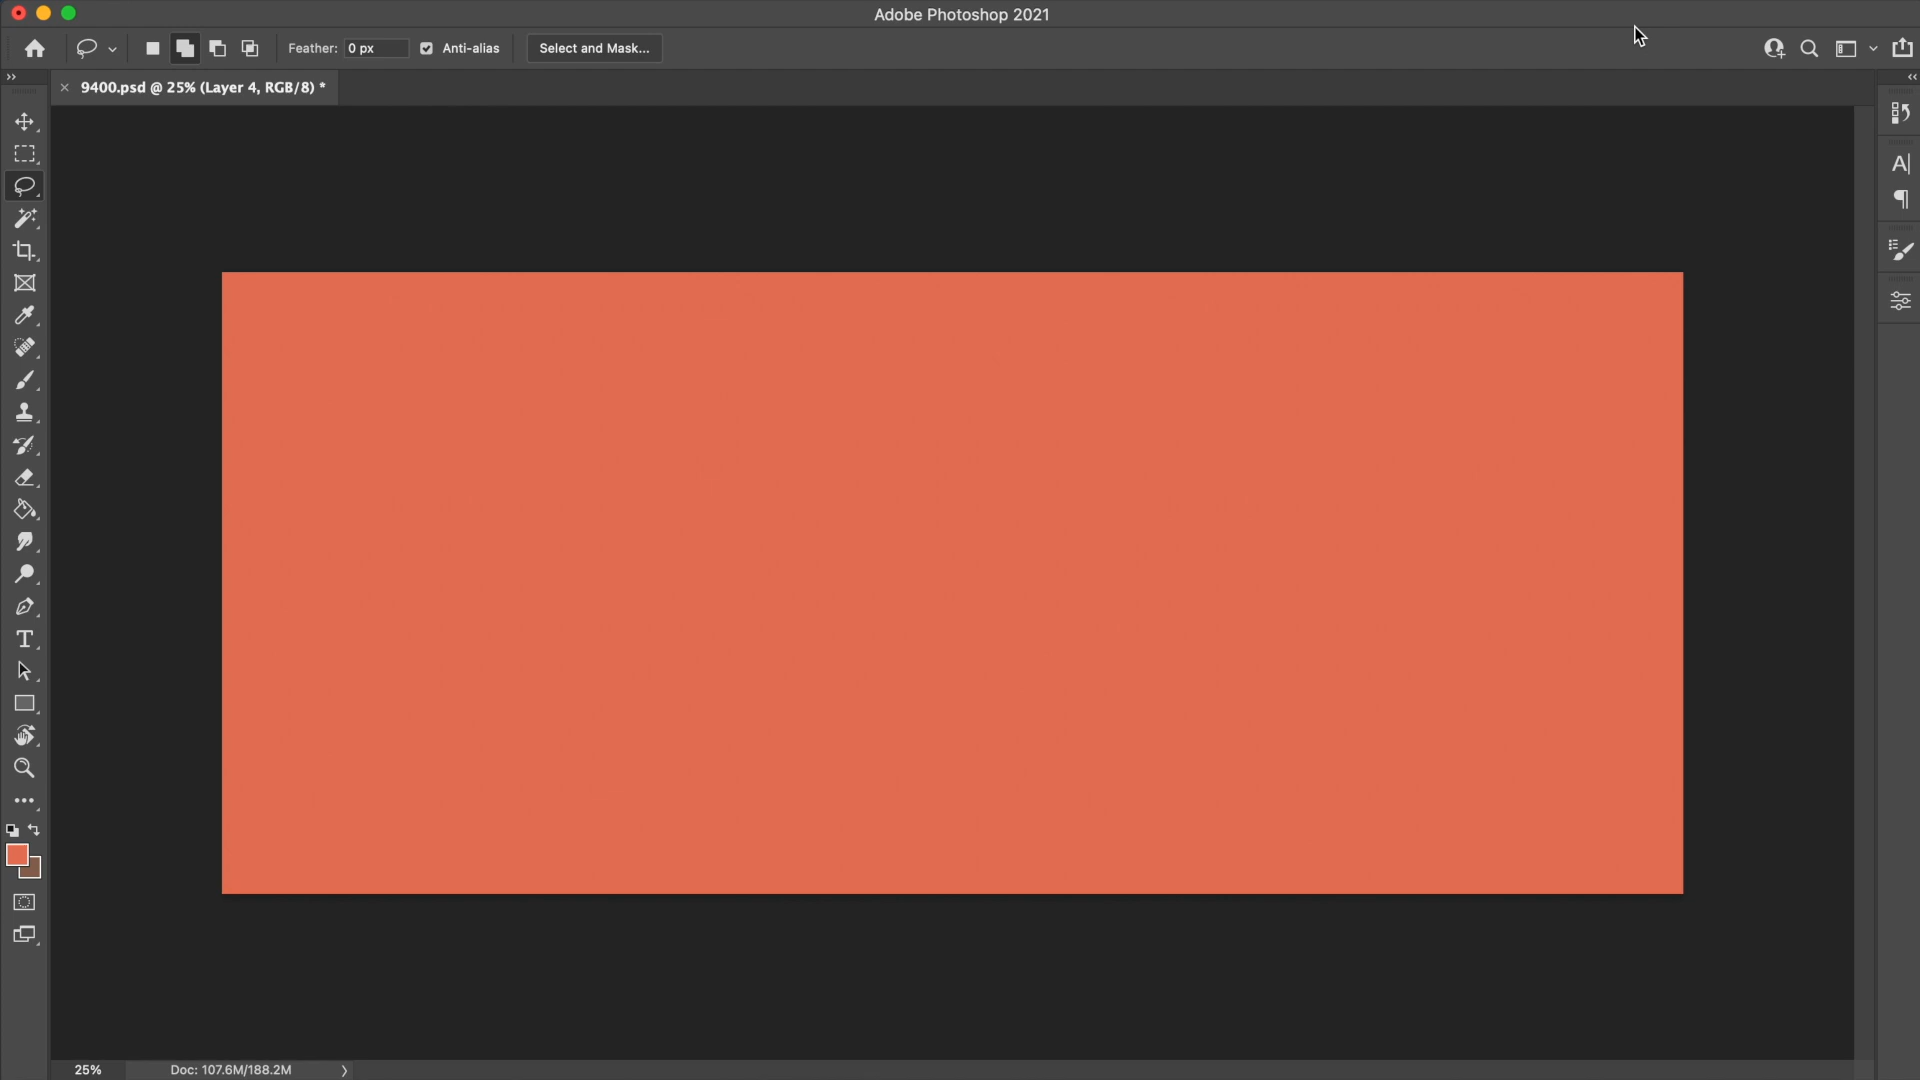 Adobe Photoshop 2021
Feather: 0 px Anti-alias Select and Mask...
9400.psd @ 25% (Layer 4, RGB/8) *
25% Doc: 107.6M/188.2M